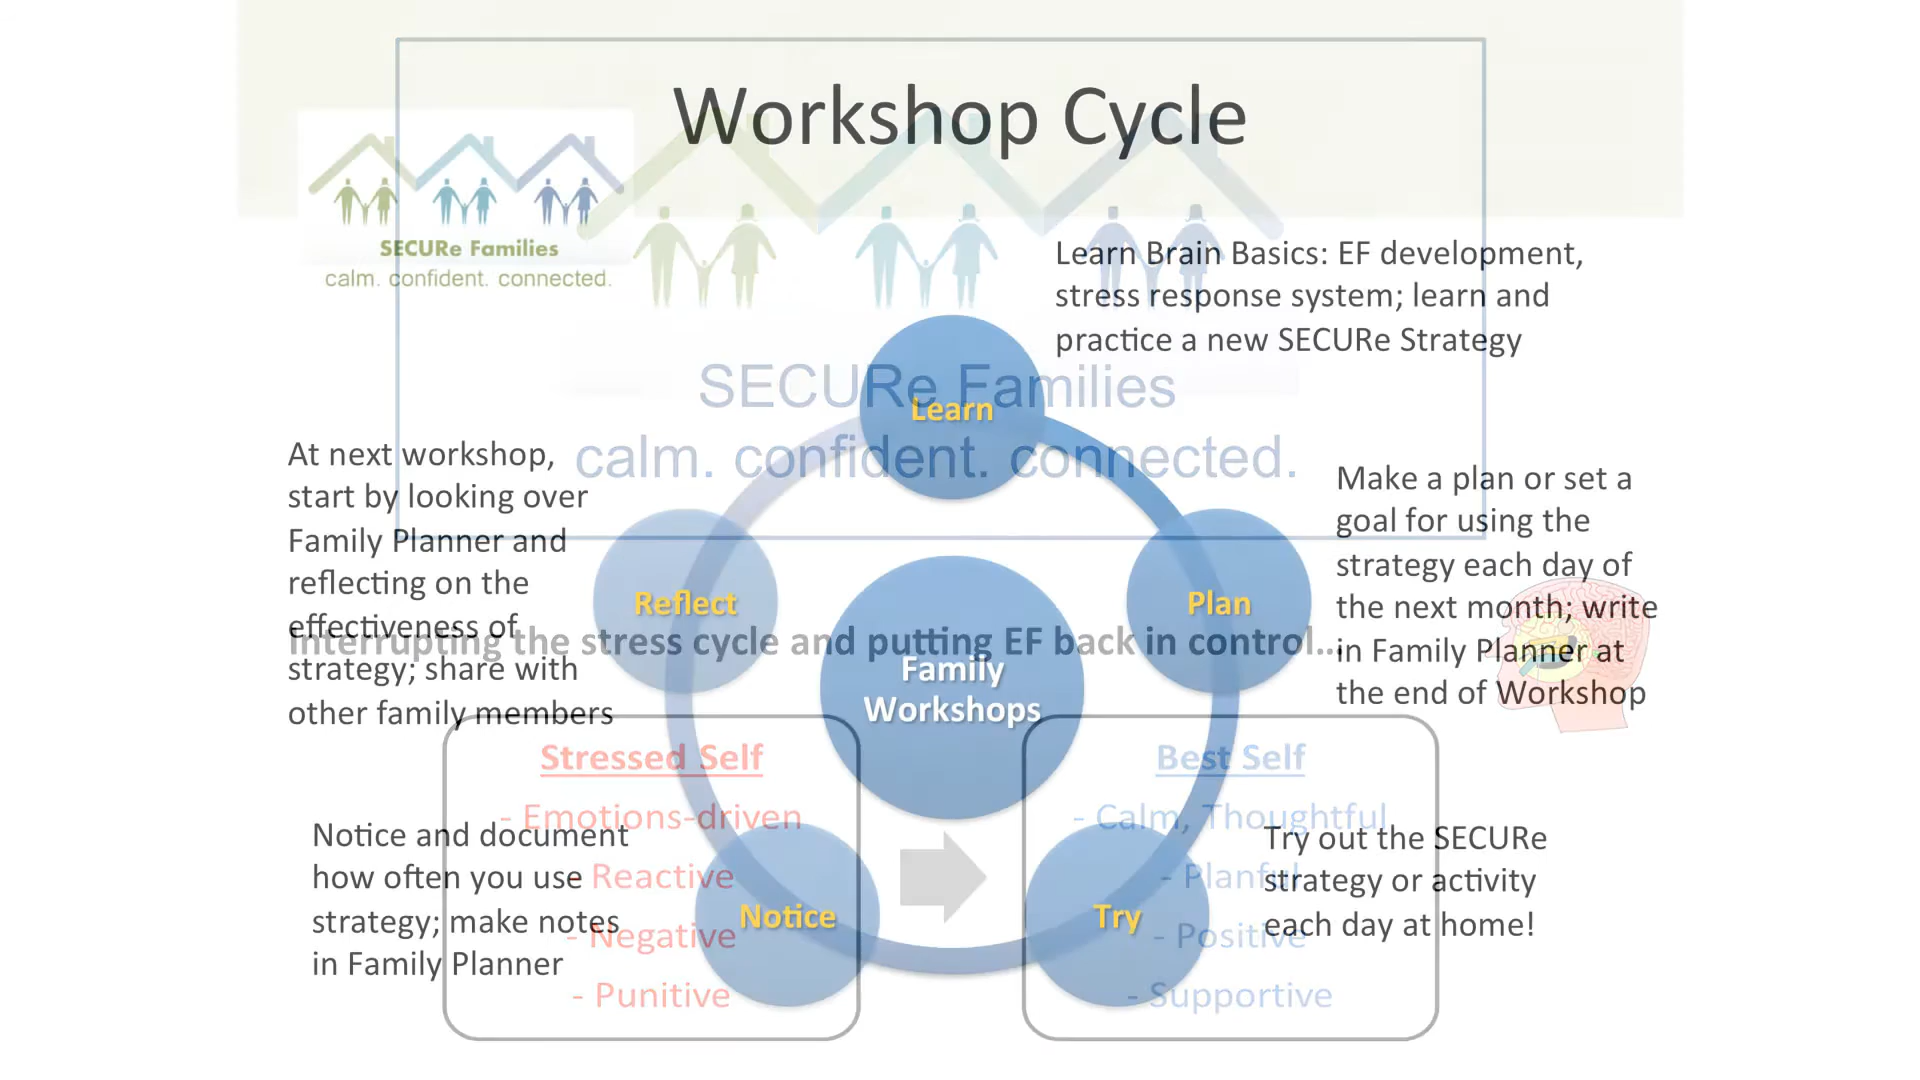 Workshop Cycle
SECURe Families
calm. confident. connected.
Learn Brain Basics: EF development,
stress response system; learn and
practice a new SECURe Strategy
SECURe Families
calm. confident. connected.
Learn
At next workshop,
start by looking over
Family Planner and
reflecting on the
effectiveness of
strategy; share with
other family members
Make a plan or set a
goal for using the
strategy each day of
the next month; write
in Family Planner at
the end of Workshop
Reflect
Plan
Interrupting the stress cycle and putting EF back in control...
Family
Workshops
Stressed Self
- Emotions-driven
- Reactive
- Negative
- Punitive
Best Self
- Calm, Thoughtful
- Planful
- Positive
- Supportive
Notice and document
how often you use
strategy; make notes
in Family Planner
Notice
Try
Try out the SECURe
strategy or activity
each day at home!